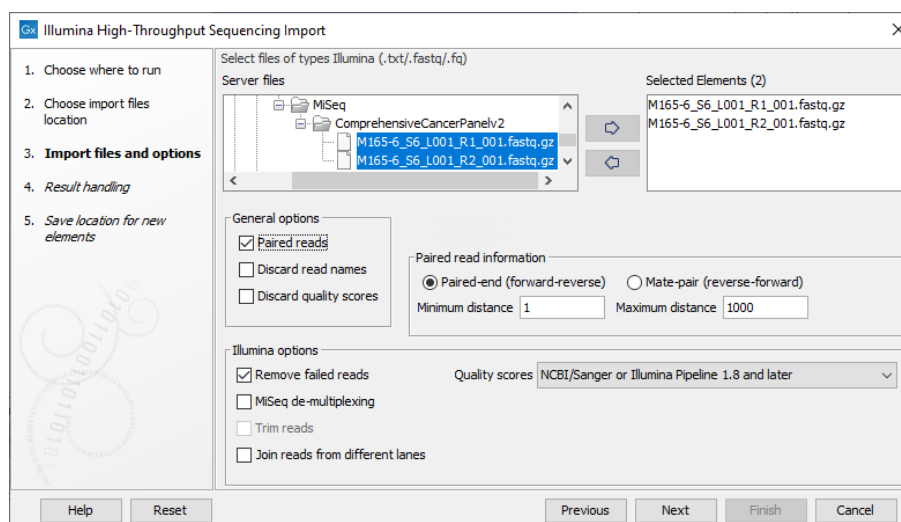 Gx Illumina High-Throughput Sequencing Import
1. Choose where to run
2. Choose import files
location
3. Import files and options
4. Result handling
5. Save location for new
elements
Select files of types Illumina (.txt/.fastq/.fq)
Server files
MiSeq
ComprehensiveCancerPanelv2
M165-6_S6_L001_R1_001.fastq.gz
M165-6_S6_L001_R2_001.fastq.gz
Selected Elements (2)
M165-6_S6_L001_R1_001.fastq.gz
M165-6_S6_L001_R2_001.fastq.gz
General options
Paired reads
Discard read names
Discard quality scores
Paired read information
Paired-end (forward-reverse) Mate-pair (reverse-forward)
Minimum distance 1 Maximum distance 1000
Illumina options
Remove failed reads Quality scores NCBI/Sanger or Illumina Pipeline 1.8 and later
MiSeq de-multiplexing
Trim reads
Join reads from different lanes
Help Reset Previous Next Finish Cancel